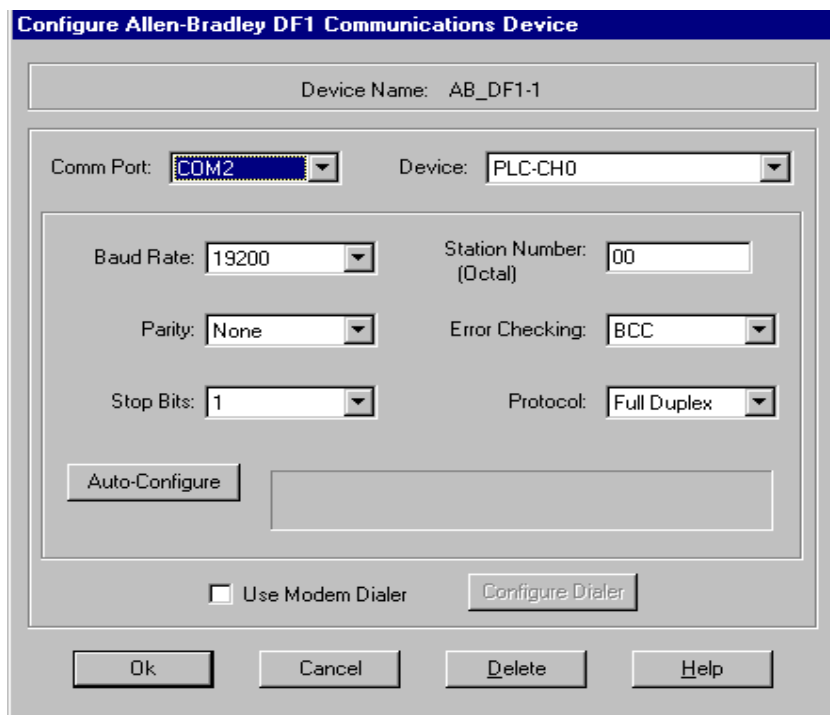 Configure Allen-Bradley DF1 Communications Device
Device Name: AB_DF1-1
Comm Port: COM2 Device: PLC-CH0
Baud Rate: 19200 Station Number: 00
(Octal)
Parity: None Error Checking: BCC
Stop Bits: 1 Protocol: Full Duplex
Auto-Configure
Use Modem Dialer Configure Dialer
Ok Cancel Delete Help